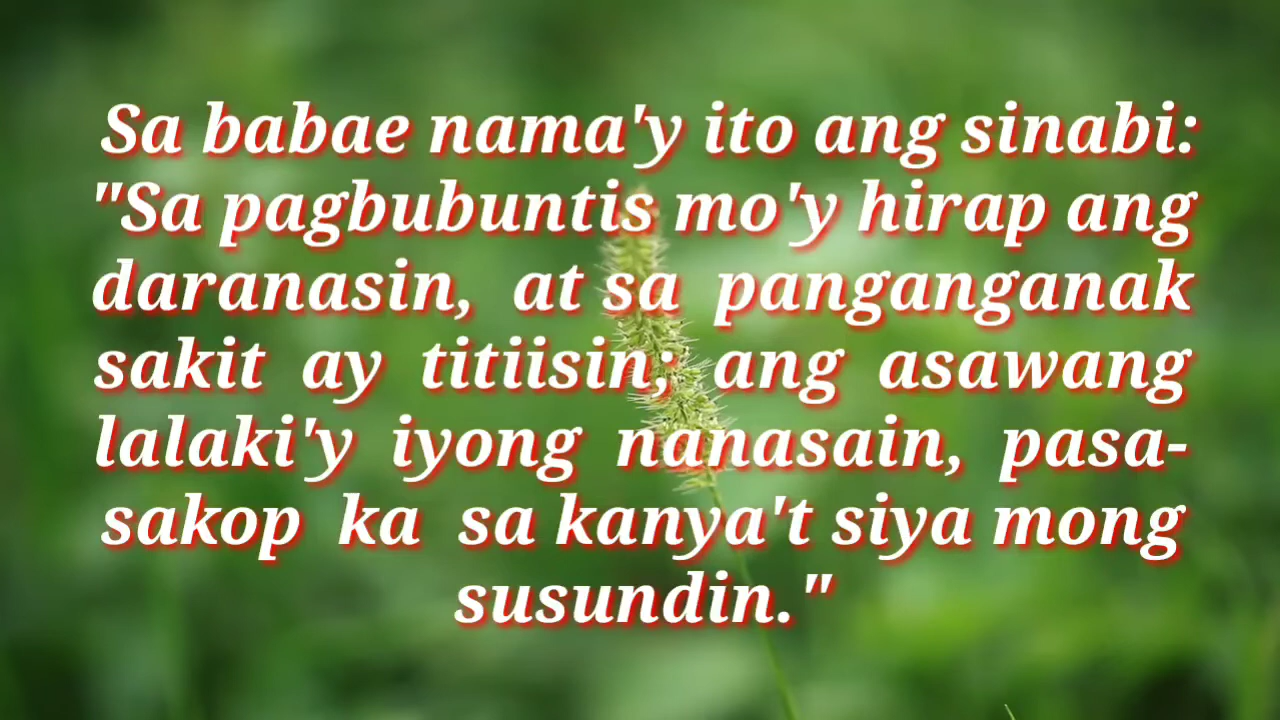 Sa babae nama'y ito ang sinabi:
"Sa pagbubuntis mo'y hirap ang
daranasin, at sa panganganak
sakit ay titiisin; ang asawang
lalaki'y iyong nanasain, pasa-
sakop ka sa kanya't siya mong
susundin."